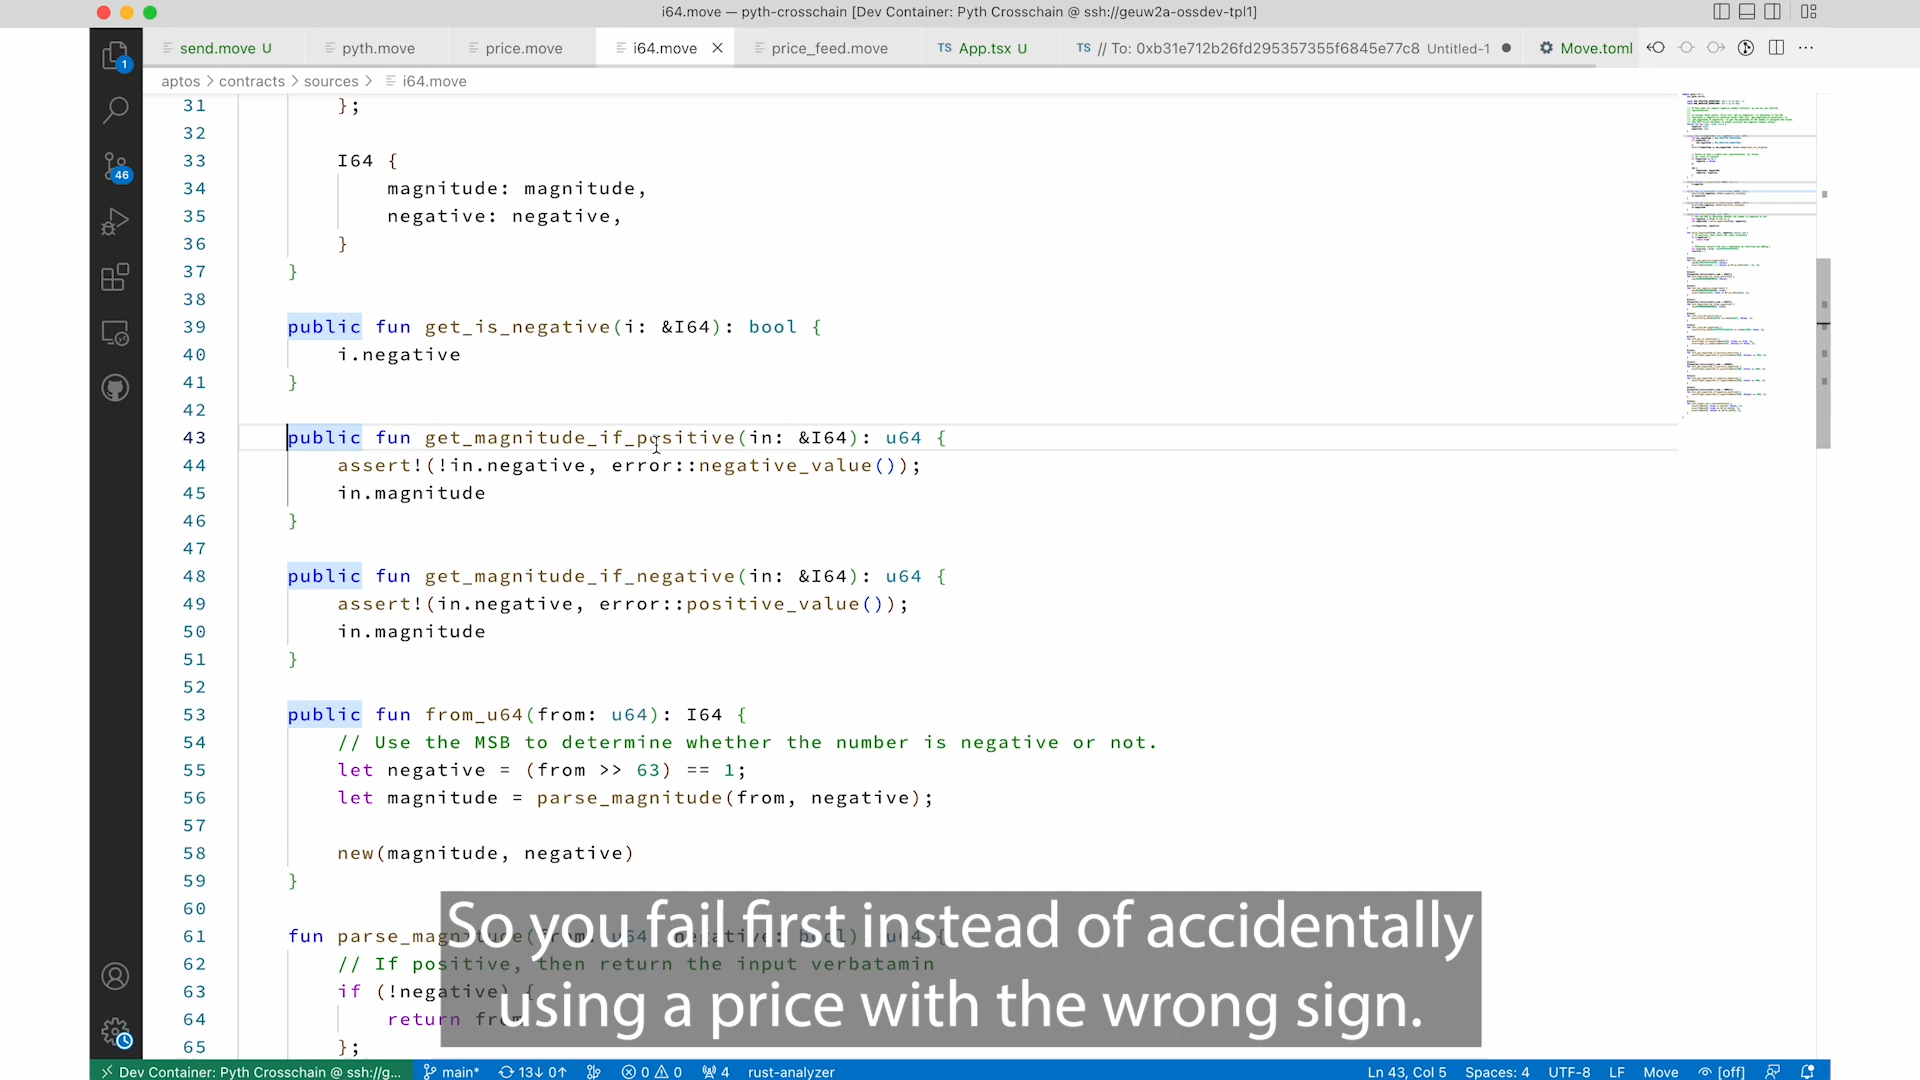 i64.move — pyth-crosschain [Dev Container: Pyth Crosschain @ ssh://geuw2a-ossdev-tpl1]
send.move U pyth.move price.move i64.move price_feed.move TS App.tsx U TS // To: 0xb31e712b26fd295357355f6845e77c8 Untitled-1 Move.toml
aptos > contracts > sources > i64.move
31 };
32
33 I64 {
34 magnitude: magnitude,
35 negative: negative,
36 }
37 }
38
39 public fun get_is_negative(i: &I64): bool {
40 i.negative
41 }
42
43 public fun get_magnitude_if_positive(in: &I64): u64 {
44 assert!(!in.negative, error::negative_value());
45 in.magnitude
46 }
47
48 public fun get_magnitude_if_negative(in: &I64): u64 {
49 assert!(in.negative, error::positive_value());
50 in.magnitude
51 }
52
53 public fun from_u64(from: u64): I64 {
54 // Use the MSB to determine whether the number is negative or not.
55 let negative = (from >> 63) == 1;
56 let magnitude = parse_magnitude(from, negative);
57
58 new(magnitude, negative)
59 }
60
61 fun parse_magnitude(from: u64, negative: bool): u64 {
62 // If positive, then return the input verbatamin
63 if (!negative) {
64 return from
65 };
1
46
So you fail first instead of accidentally
using a price with the wrong sign.
Dev Container: Pyth Crosschain @ ssh://g... main* 13↓ 0↑ 0 0 4 rust-analyzer Ln 43, Col 5 Spaces: 4 UTF-8 LF Move [off]